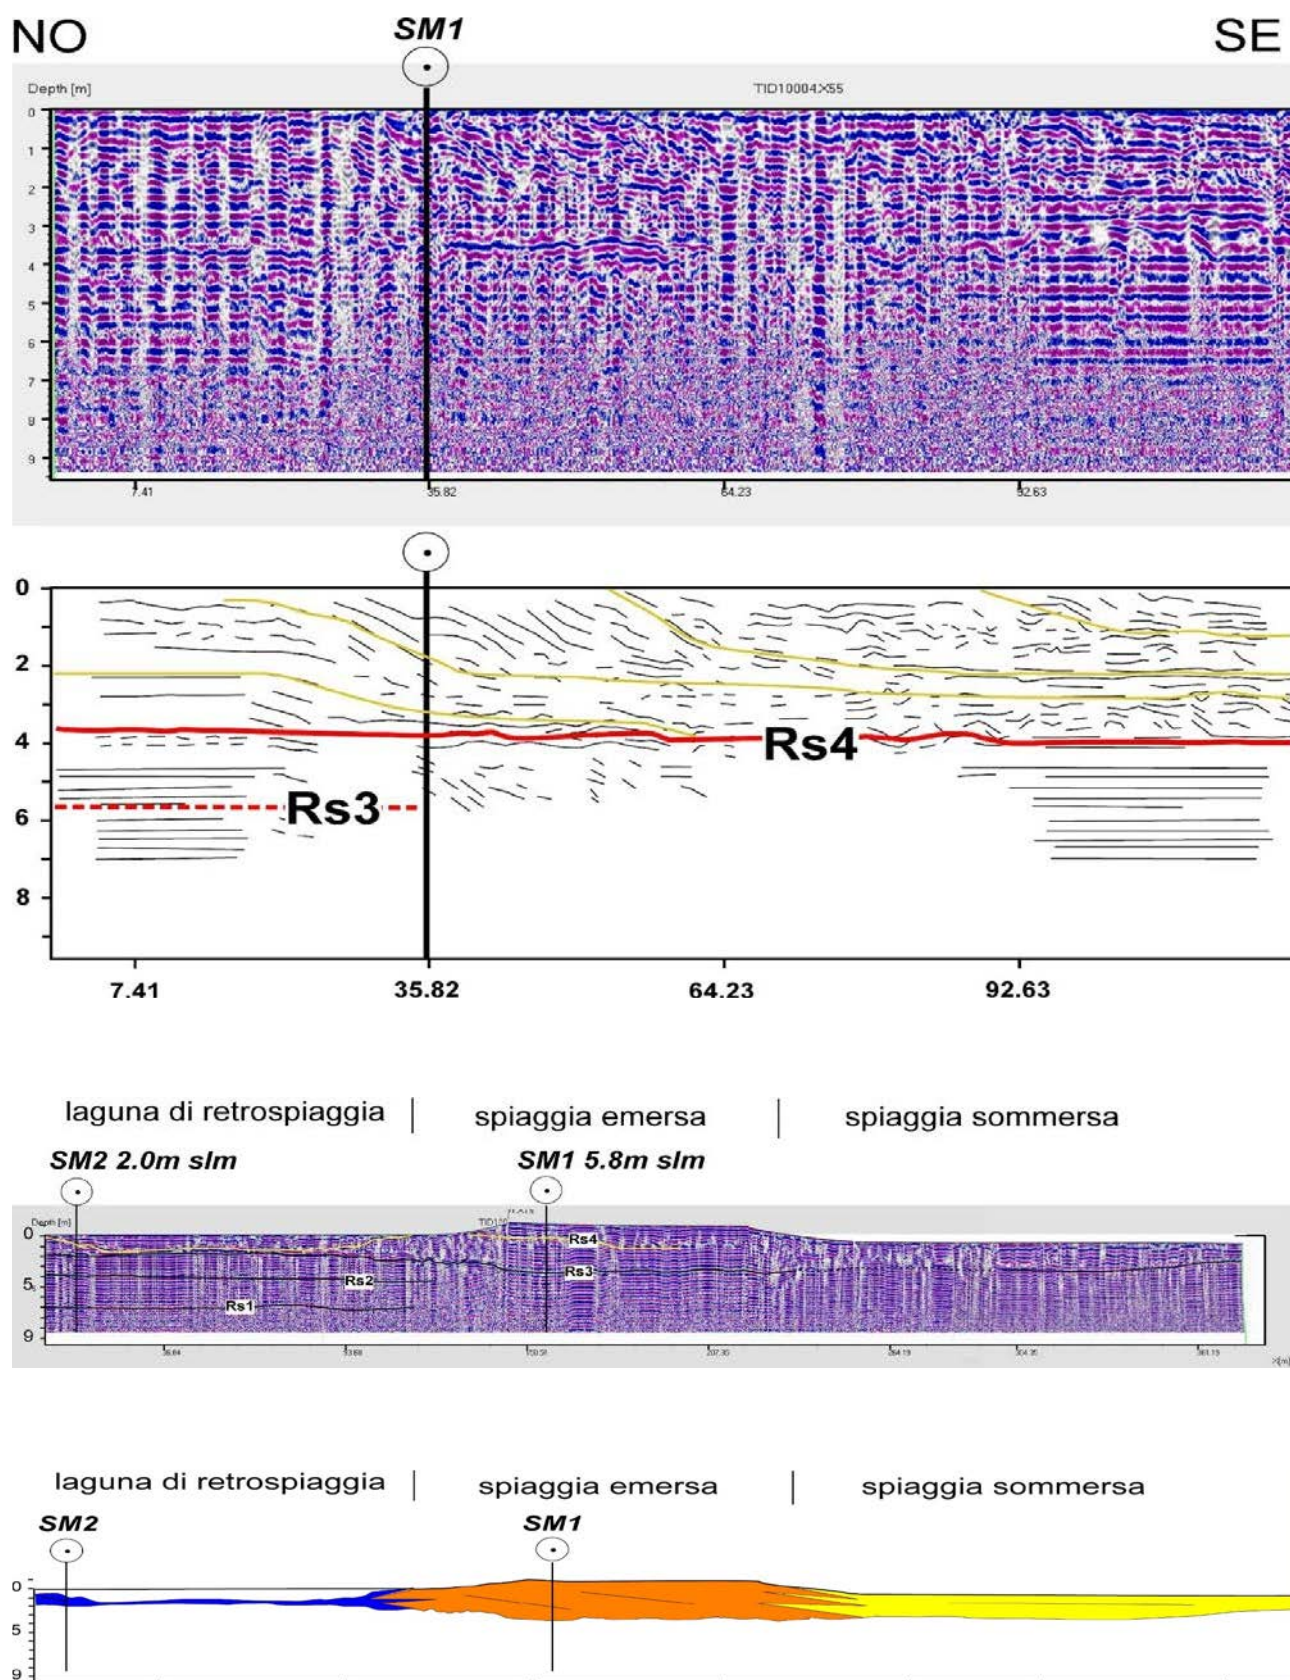 NO SM1 SE
Depth [m] TID10004.X55
0
1
2
3
4
5
6
7
8
9
7.41 35.82 64.23 92.63
0
2
4
6
8
Rs4
Rs3
7.41 35.82 64.23 92.63
laguna di retrospiaggia | spiaggia emersa | spiaggia sommersa
SM2 2.0m slm SM1 5.8m slm
Depth [m]
0
5
9
Rs4
Rs3
Rs2
Rs1
X[m]
laguna di retrospiaggia | spiaggia emersa | spiaggia sommersa
SM2 SM1
0
5
9